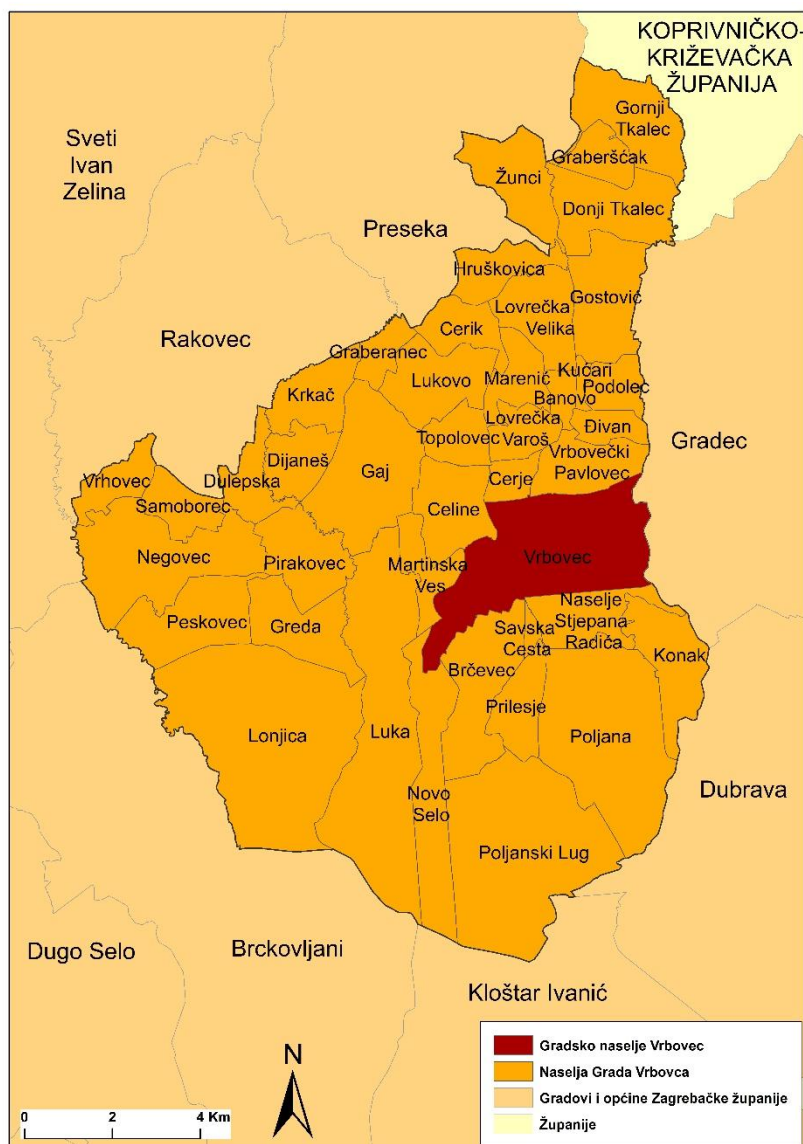 KOPRIVNIČKO-
KRIŽEVAČKA
ŽUPANIJA
Gornji
Tkalec
Sveti
Ivan
Zelina
Graberšćak
Žunci
Donji Tkalec
Preseka
Hruškovica
Gostović
Lovrečka
Velika
Cerik
Rakovec
Graberanec
Kućari
Lukovo
Marenić
Podolec
Krkač
Banovo
Lovrečka
Varoš
Đivan
Topolovec
Gradec
Vrbovečki
Pavlovec
Dijaneš
Gaj
Vrhovec
Dulepska
Cerje
Samoborec
Celine
Negovec
Pirakovec
Martinska
Ves
Vrbovec
Naselje
Stjepana
Radića
Peskovec
Greda
Savska
Cesta
Konak
Brčevec
Prilesje
Lonjica
Luka
Poljana
Dubrava
Novo
Selo
Poljanski Lug
Dugo Selo
Brckovljani
Kloštar Ivanić
N
0 2 4 Km
Gradsko naselje Vrbovec
Naselja Grada Vrbovca
Gradovi i općine Zagrebačke županije
Županije